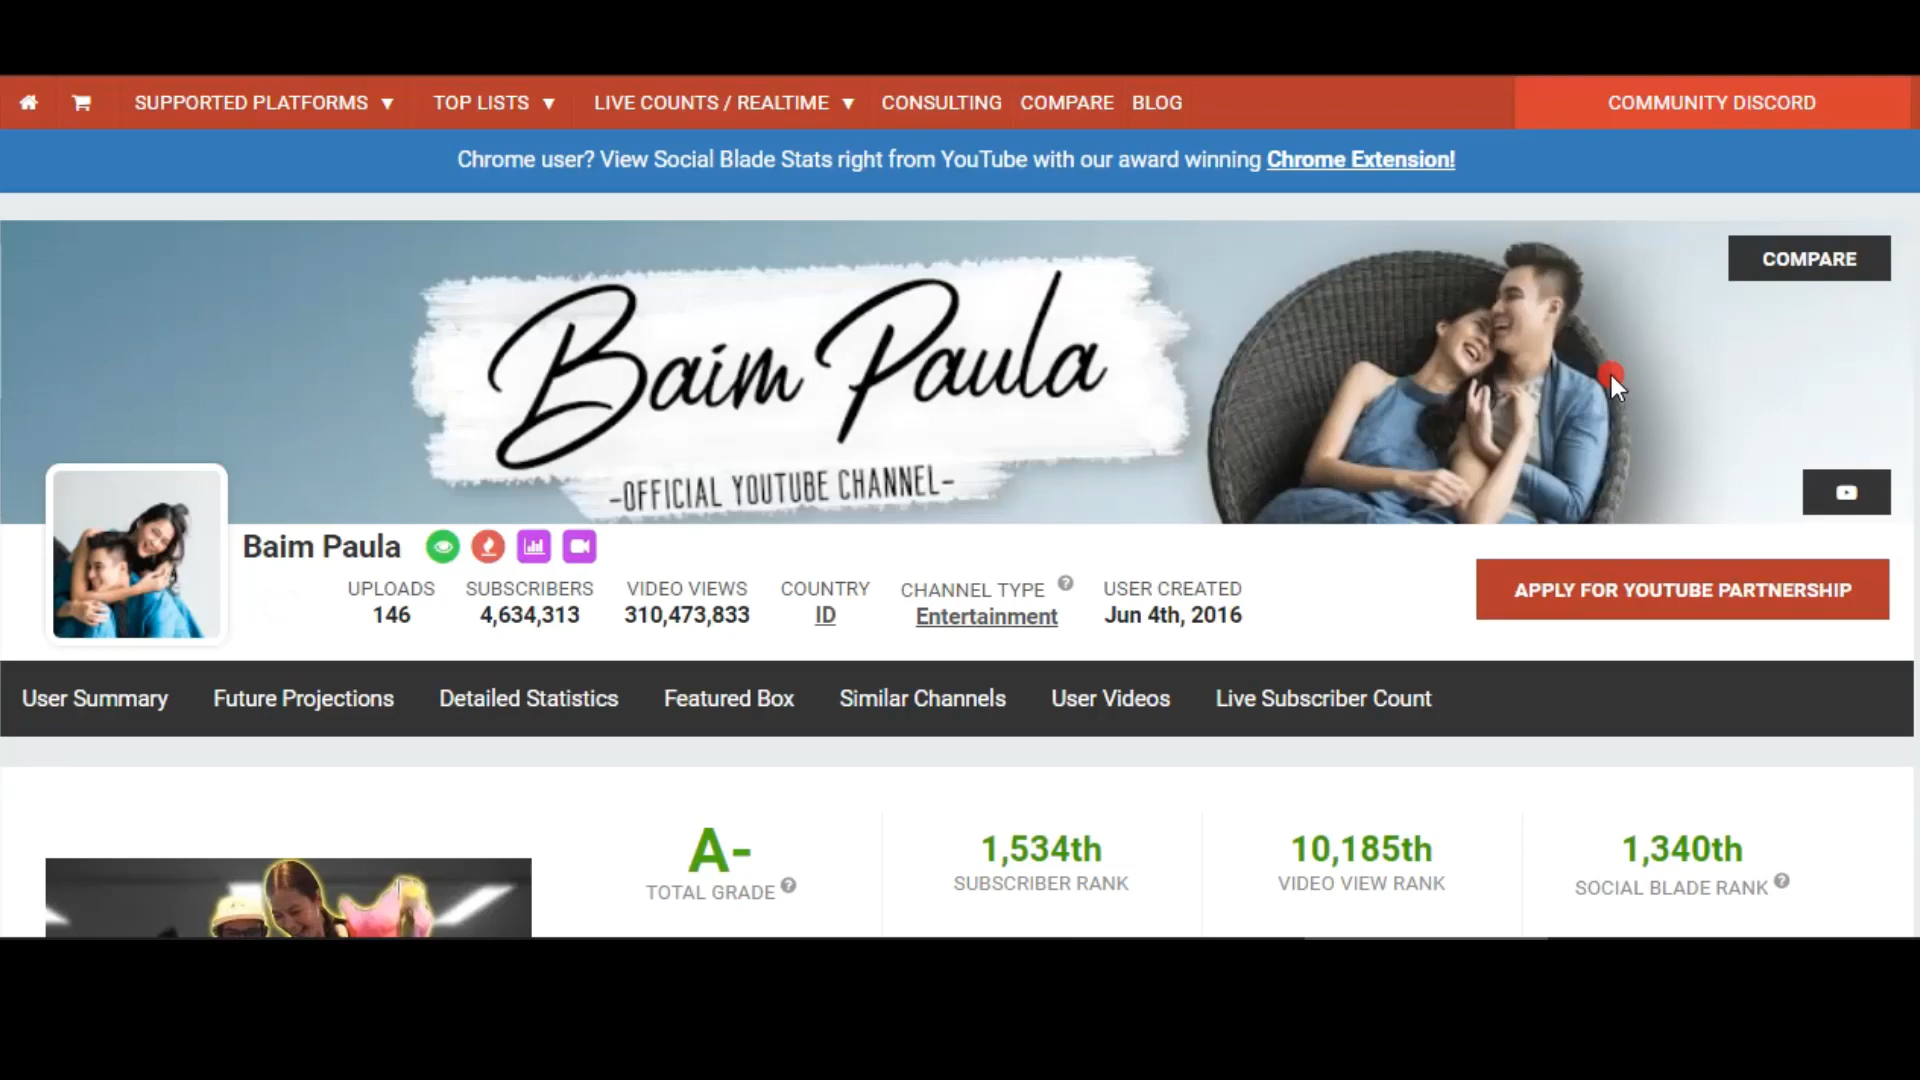 SUPPORTED PLATFORMS ▼ TOP LISTS ▼ LIVE COUNTS / REALTIME ▼ CONSULTING COMPARE BLOG COMMUNITY DISCORD
Chrome user? View Social Blade Stats right from YouTube with our award winning Chrome Extension!
COMPARE
Baim Paula
-OFFICIAL YOUTUBE CHANNEL-
Baim Paula
UPLOADS SUBSCRIBERS VIDEO VIEWS COUNTRY CHANNEL TYPE USER CREATED
146 4,634,313 310,473,833 ID Entertainment Jun 4th, 2016
APPLY FOR YOUTUBE PARTNERSHIP
User Summary Future Projections Detailed Statistics Featured Box Similar Channels User Videos Live Subscriber Count
A- 1,534th 10,185th 1,340th
TOTAL GRADE SUBSCRIBER RANK VIDEO VIEW RANK SOCIAL BLADE RANK